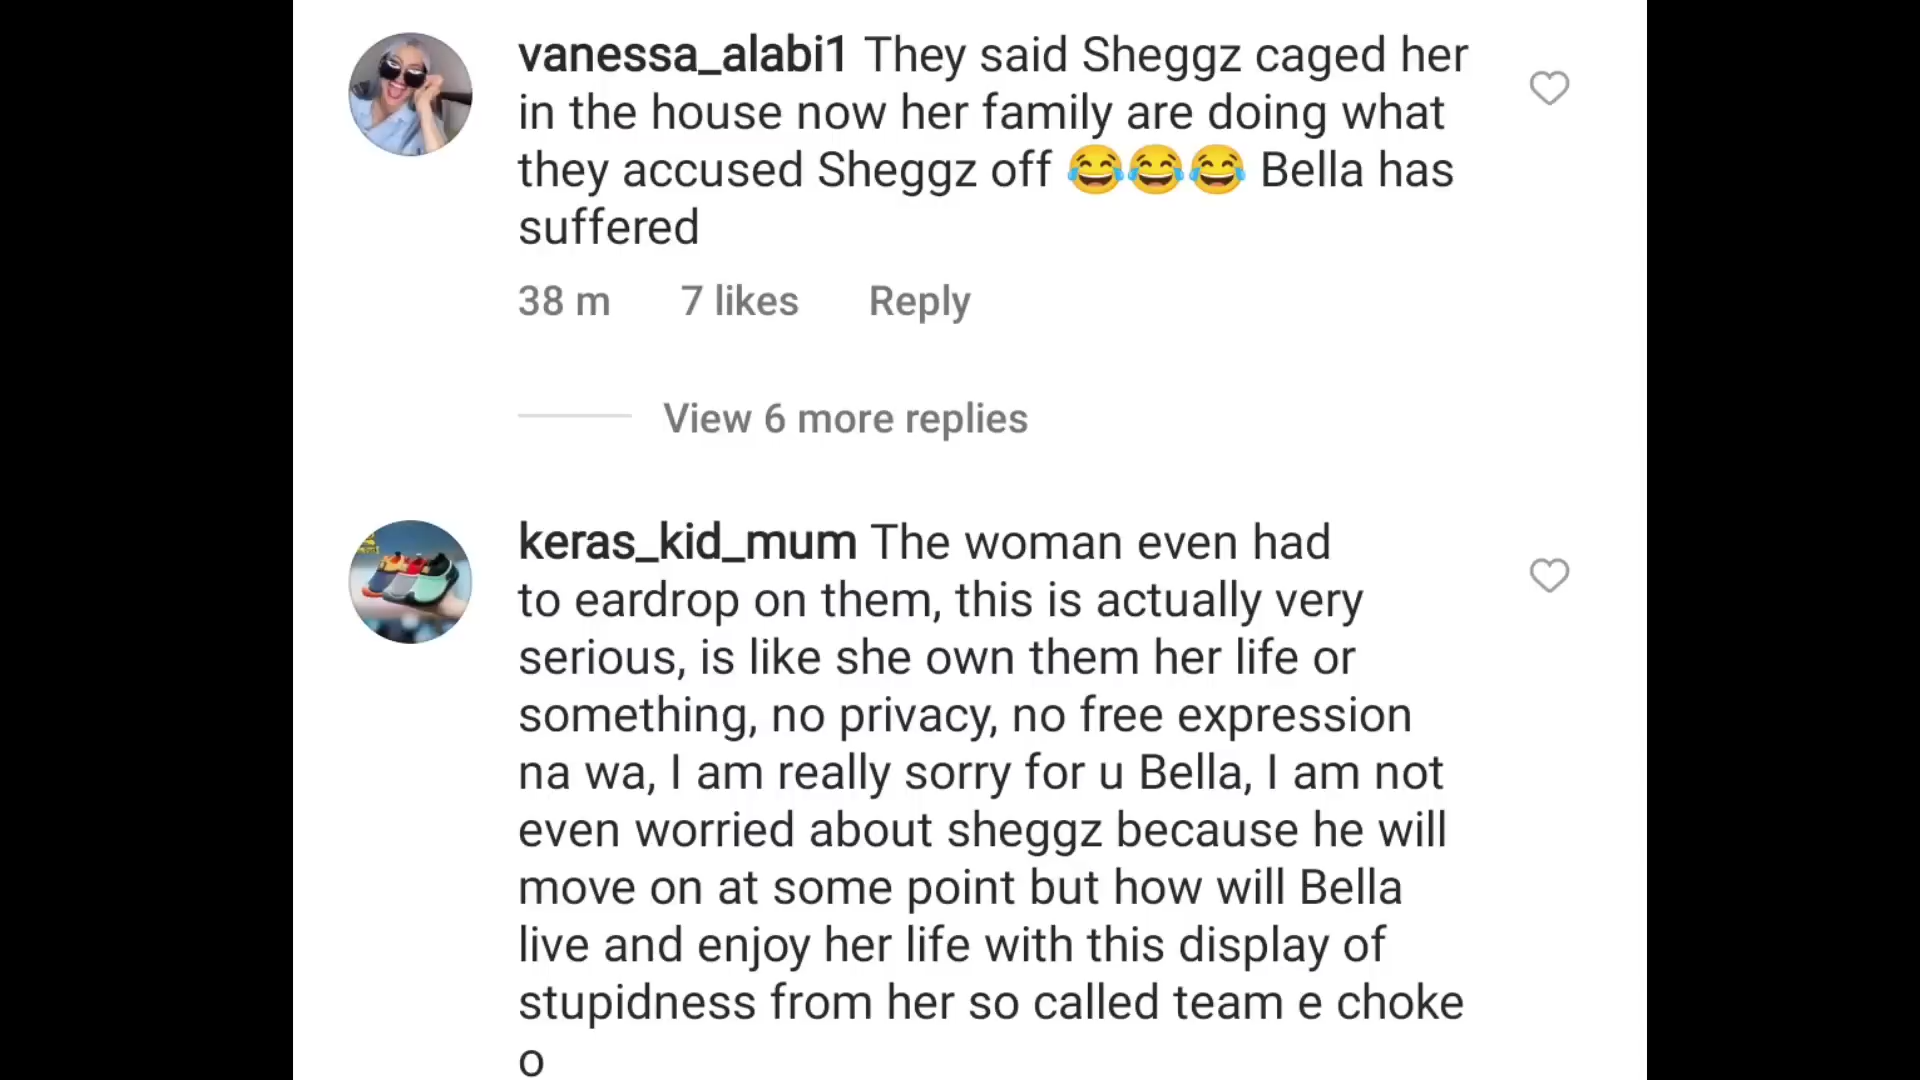 vanessa_alabi1 They said Sheggz caged her
in the house now her family are doing what
they accused Sheggz off 😂😂😂 Bella has
suffered
38 m 7 likes Reply
View 6 more replies
keras_kid_mum The woman even had
to eardrop on them, this is actually very
serious, is like she own them her life or
something, no privacy, no free expression
na wa, I am really sorry for u Bella, I am not
even worried about sheggz because he will
move on at some point but how will Bella
live and enjoy her life with this display of
stupidness from her so called team e choke
o